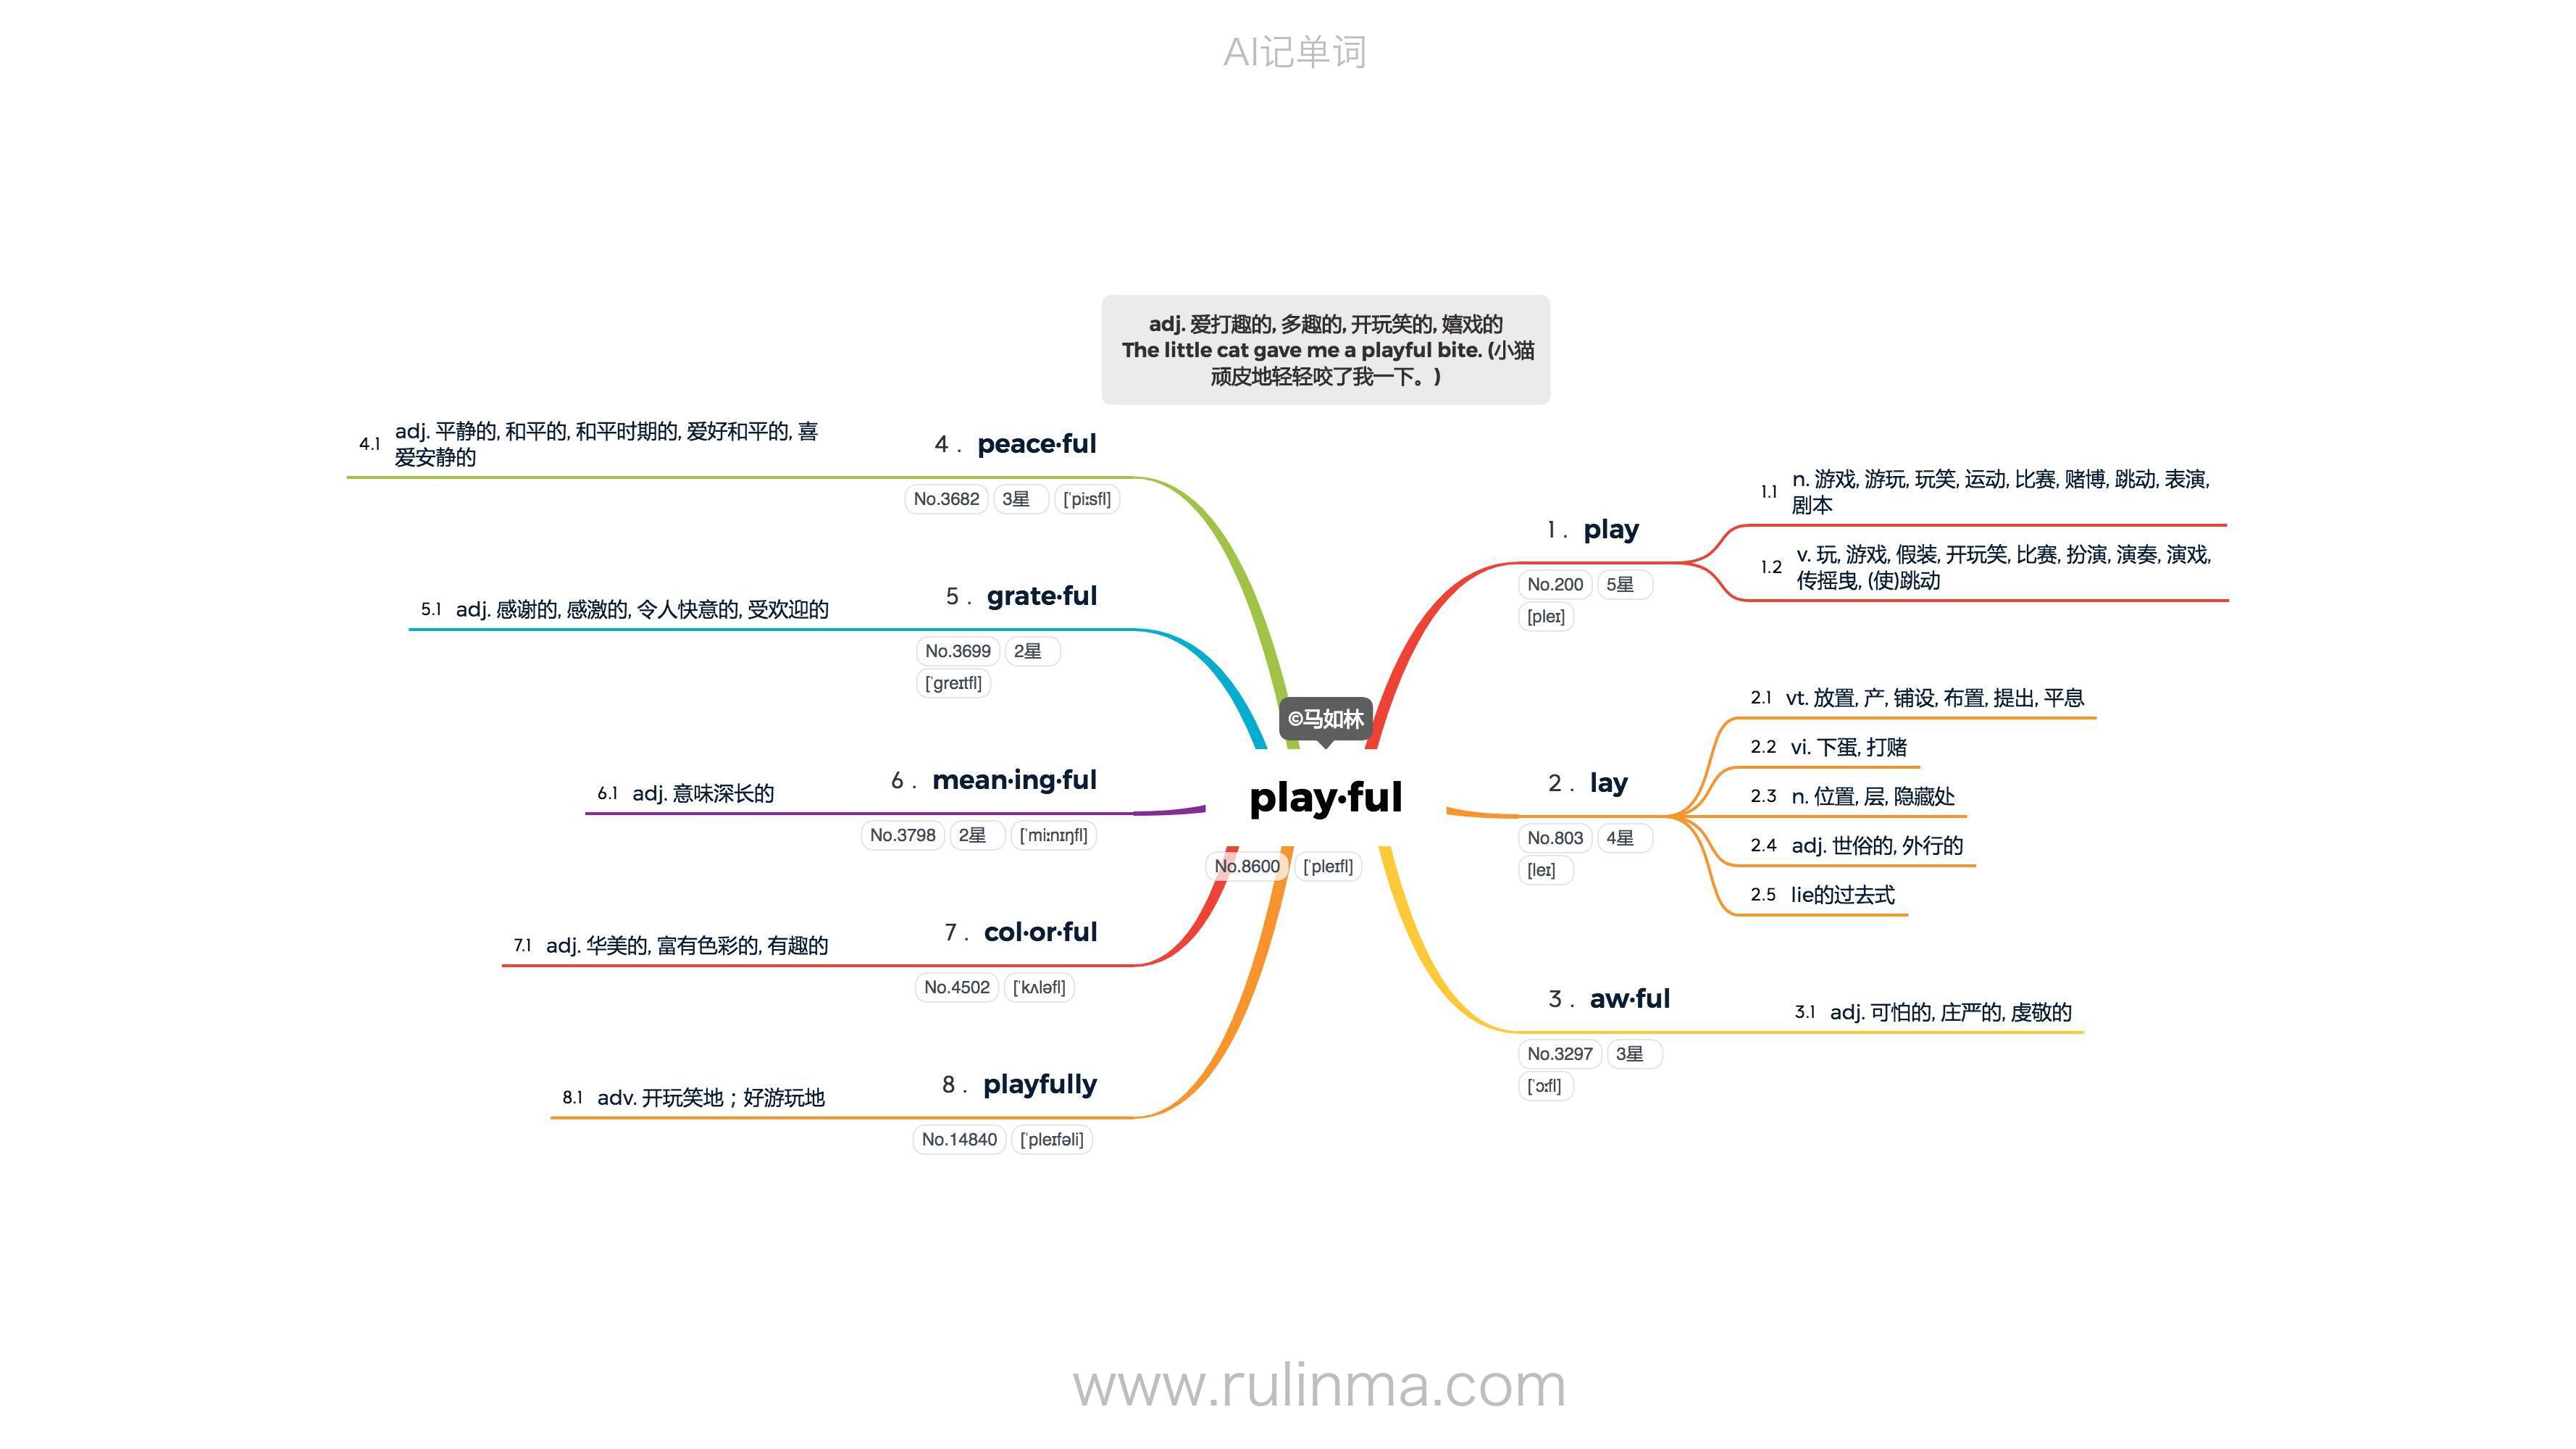 AI记单词
adj. 爱打趣的, 多趣的, 开玩笑的, 嬉戏的
The little cat gave me a playful bite. (小猫
顽皮地轻轻咬了我一下。)
©马如林
play·ful
No.8600 [ˈpleɪfl]
1 . play
No.200 5星
[pleɪ]
1.1 n. 游戏, 游玩, 玩笑, 运动, 比赛, 赌博, 跳动, 表演,
剧本
1.2 v. 玩, 游戏, 假装, 开玩笑, 比赛, 扮演, 演奏, 演戏,
传摇曳, (使)跳动
2 . lay
No.803 4星
[leɪ]
2.1 vt. 放置, 产, 铺设, 布置, 提出, 平息
2.2 vi. 下蛋, 打赌
2.3 n. 位置, 层, 隐藏处
2.4 adj. 世俗的, 外行的
2.5 lie的过去式
3 . aw·ful
No.3297 3星
[ˈɔːfl]
3.1 adj. 可怕的, 庄严的, 虔敬的
4 . peace·ful
No.3682 3星 [ˈpiːsfl]
4.1 adj. 平静的, 和平的, 和平时期的, 爱好和平的, 喜
爱安静的
5 . grate·ful
No.3699 2星
[ˈɡreɪtfl]
5.1 adj. 感谢的, 感激的, 令人快意的, 受欢迎的
6 . mean·ing·ful
No.3798 2星 [ˈmiːnɪŋfl]
6.1 adj. 意味深长的
7 . col·or·ful
No.4502 [ˈkʌləfl]
7.1 adj. 华美的, 富有色彩的, 有趣的
8 . playfully
No.14840 [ˈpleɪfəli]
8.1 adv. 开玩笑地；好游玩地
www.rulinma.com